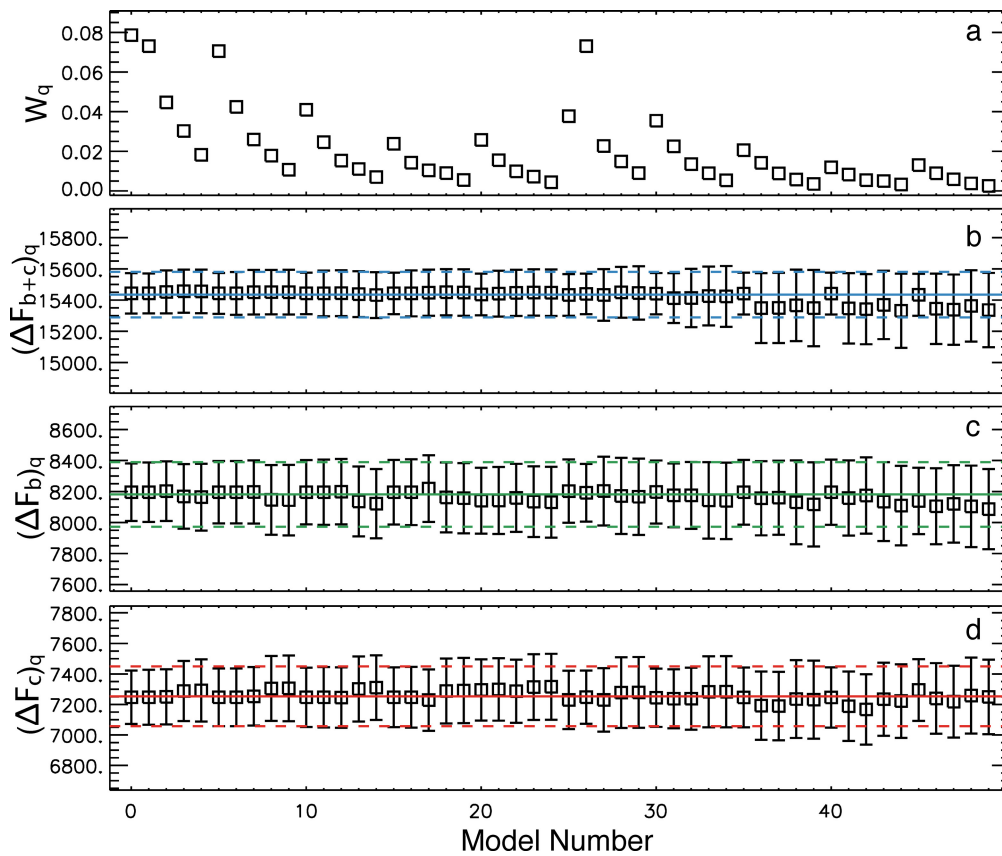 a
W_q
0.08
0.06
0.04
0.02
0.00
b
(ΔF_{b+c})_q
15800.
15600.
15400.
15200.
15000.
c
(ΔF_b)_q
8600.
8400.
8200.
8000.
7800.
7600.
d
(ΔF_c)_q
7800.
7600.
7400.
7200.
7000.
6800.
0 10 20 30 40
Model Number